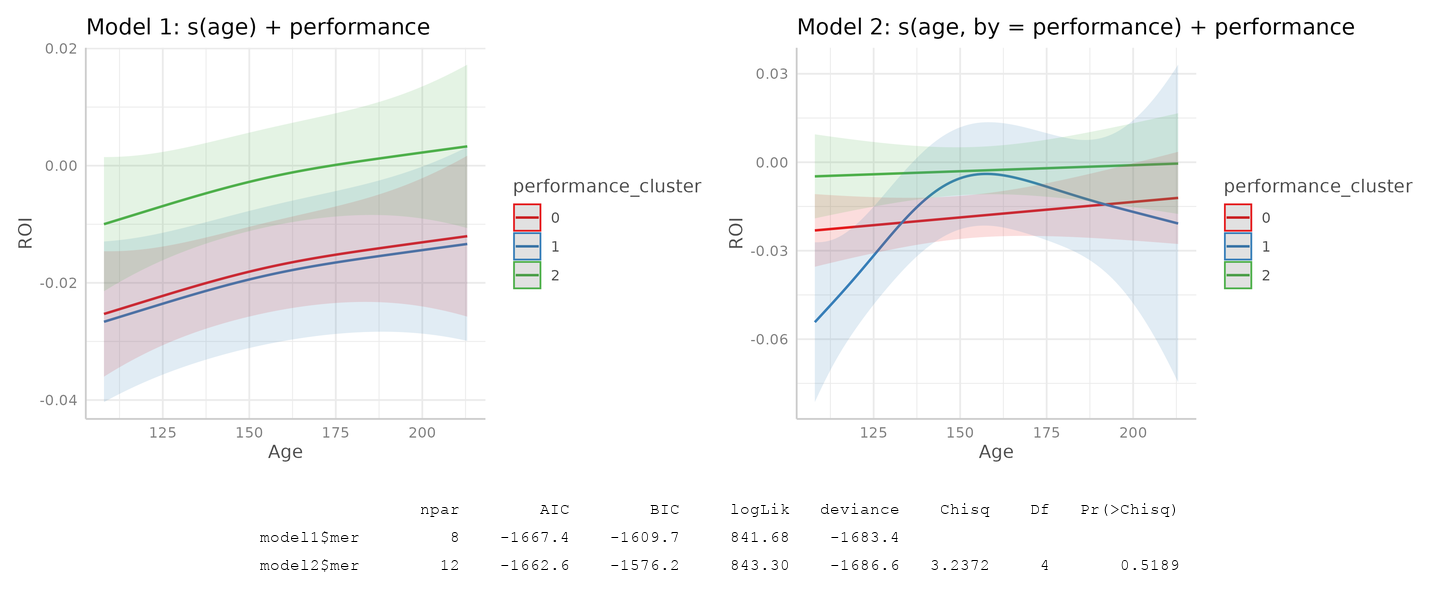 Model 1: s(age) + performance
0.02
0.00
-0.02
-0.04
125 150 175 200
Age
ROI
performance_cluster
0
1
2
Model 2: s(age, by = performance) + performance
0.03
0.00
-0.03
-0.06
125 150 175 200
Age
ROI
performance_cluster
0
1
2
npar AIC BIC logLik deviance Chisq Df Pr(>Chisq)
model1$mer 8 -1667.4 -1609.7 841.68 -1683.4
model2$mer 12 -1662.6 -1576.2 843.30 -1686.6 3.2372 4 0.5189